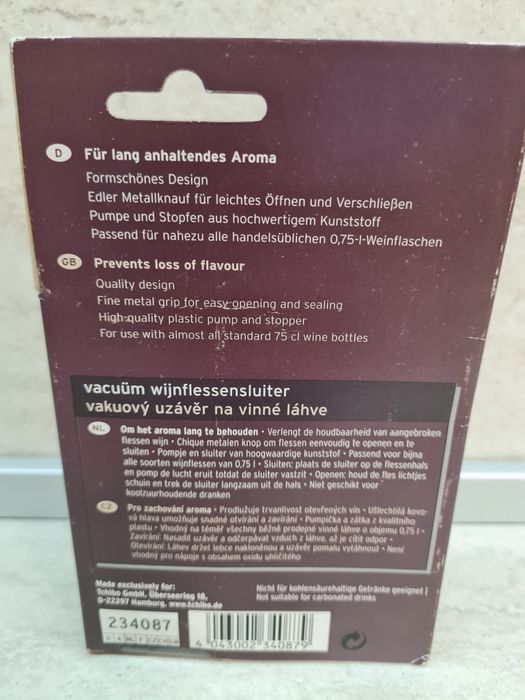 D
Für lang anhaltendes Aroma
Formschönes Design
Edler Metallknauf für leichtes Öffnen und Verschließen
Pumpe und Stopfen aus hochwertigem Kunststoff
Passend für nahezu alle handelsüblichen 0,75-l-Weinflaschen
GB
Prevents loss of flavour
Quality design
Fine metal grip for easy opening and sealing
High-quality plastic pump and stopper
For use with almost all standard 75 cl wine bottles
vacuüm wijnflessensluiter
vakuový uzávěr na vinné láhve
NL
Om het aroma lang te behouden • Verlengt de houdbaarheid van aangebroken
flessen wijn • Chique metalen knop om flessen eenvoudig te openen en te
sluiten • Pompje en sluiter van hoogwaardige kunststof • Passend voor bijna
alle soorten wijnflessen van 0,75 l • Sluiten: plaats de sluiter op de flessenhals
en pomp de lucht eruit totdat de sluiter vastzit • Openen: houd de fles lichtjes
schuin en trek de sluiter langzaam uit de hals • Niet geschikt voor
koolzuurhoudende dranken
CZ
Pro zachování aroma • Prodlužuje trvanlivost otevřených vín • Ušlechtilá kovo-
vá hlava umožňuje snadné otvírání a zavírání • Pumpička a zátka z kvalitního
plastu • Vhodný na téměř všechny běžně prodejné vinné láhve o objemu 0,75 l •
Zavírání: Nasadit uzávěr a odčerpávat vzduch z láhve, až je cítit odpor •
Otevírání: Láhev držet lehce nakloněnou a uzávěr pomalu vytáhnout • Není
vhodný pro nápoje s obsahem oxidu uhličitého
Made exclusively for:
Tchibo GmbH, Überseering 18,
D-22297 Hamburg, www.tchibo.com
Nicht für kohlensäurehaltige Getränke geeignet |
Not suitable for carbonated drinks
234087
4 043002 340879